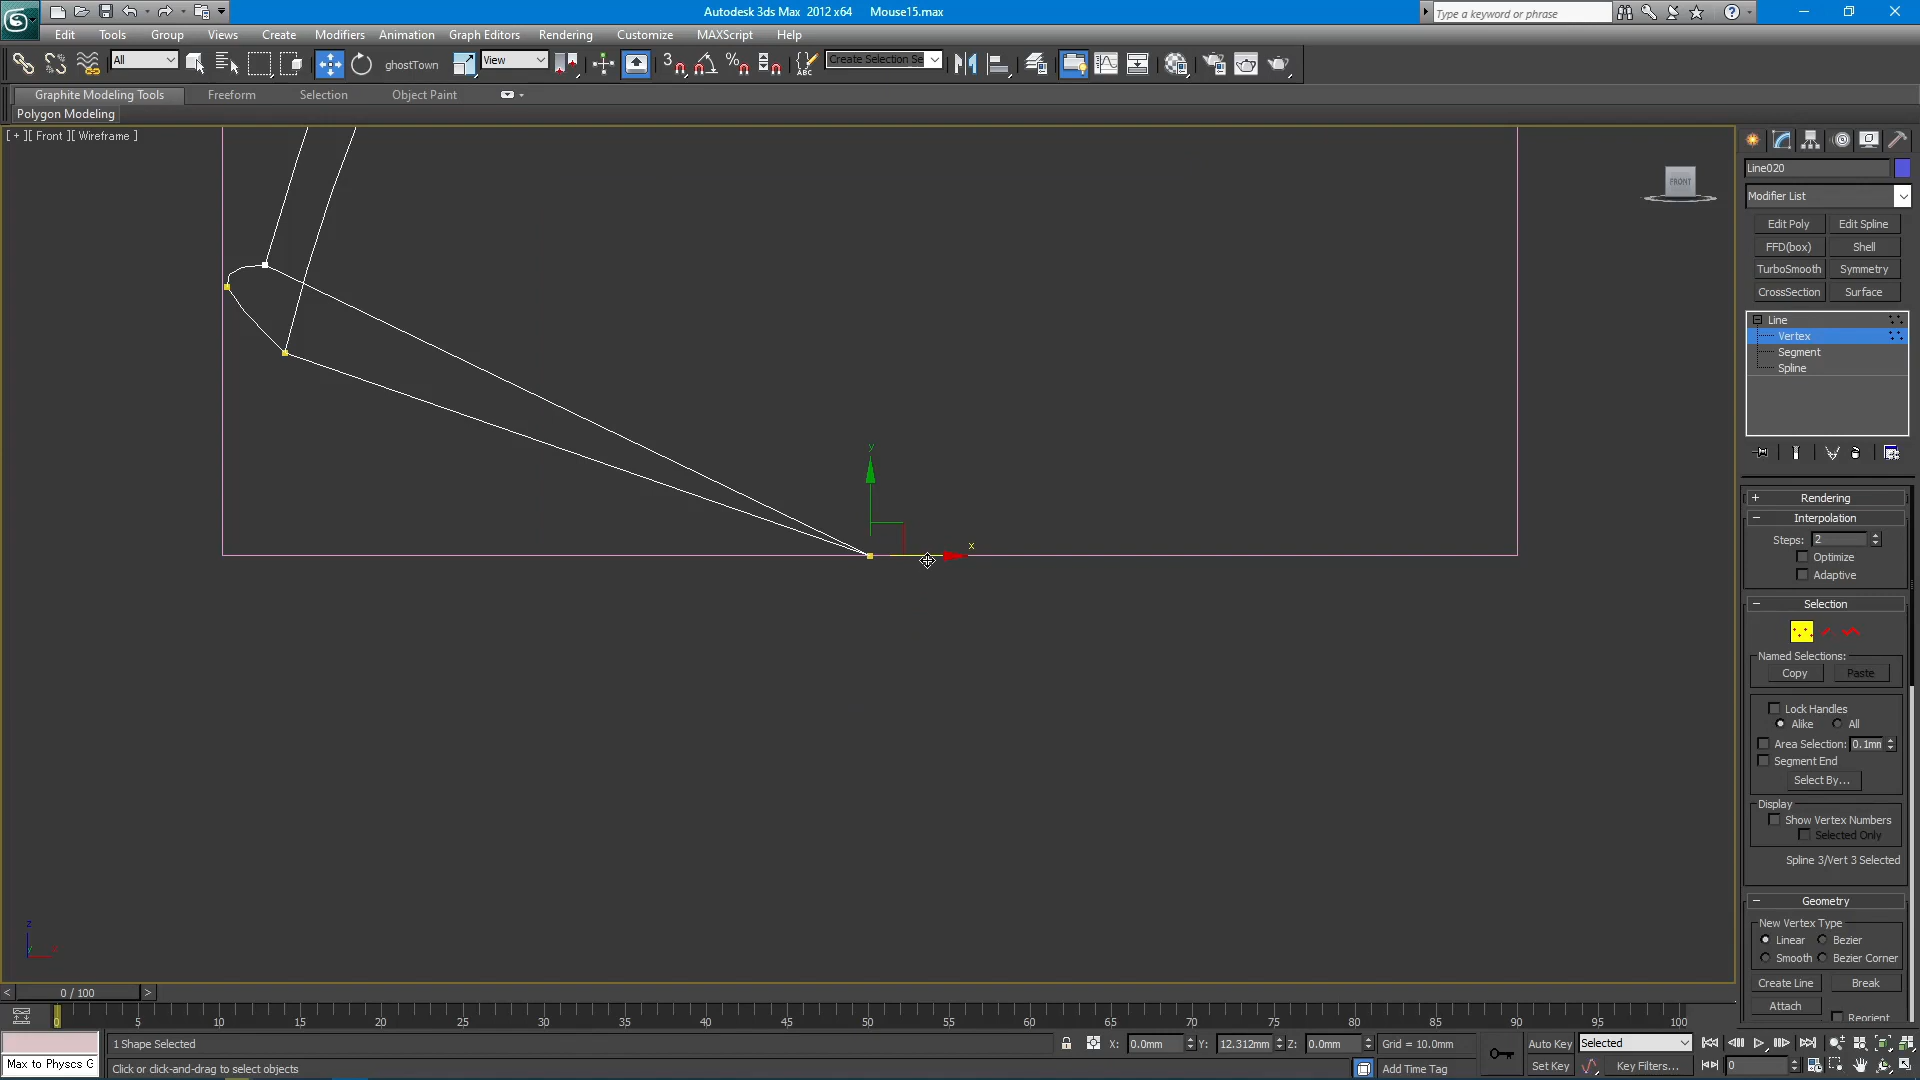 Autodesk 3ds Max 2012 x64 Mouse15.max
Type a keyword or phrase
Edit Tools Group Views Create Modifiers Animation Graph Editors Rendering Customize MAXScript Help
All
ghostTown
View
3
ABC
Create Selection Se
Graphite Modeling Tools Freeform Selection Object Paint
Polygon Modeling
[ + ][ Front ][ Wireframe ]
FRONT
Line020
Modifier List
Edit Poly Edit Spline
FFD(box) Shell
TurboSmooth Symmetry
CrossSection Surface
Line
Vertex
Segment
Spline
y
x
Rendering
Interpolation
Steps: 2
Optimize
Adaptive
Selection
Named Selections:
Copy Paste
Lock Handles
Alike All
Area Selection: 0.1mm
Segment End
Select By...
Display
Show Vertex Numbers
Selected Only
Spline 3/Vert 3 Selected
Geometry
New Vertex Type
Linear Bezier
Smooth Bezier Corner
Create Line Break
Attach
Reorient
z
< 0 / 100 >
5 10 15 20 25 30 35 40 45 50 55 60 65 70 75 80 85 90 95 100
1 Shape Selected
X: 0.0mm Y: 12.312mm Z: 0.0mm Grid = 10.0mm
Auto Key Selected
Max to Physcs G
Click or click-and-drag to select objects
Add Time Tag
Set Key Key Filters... 0